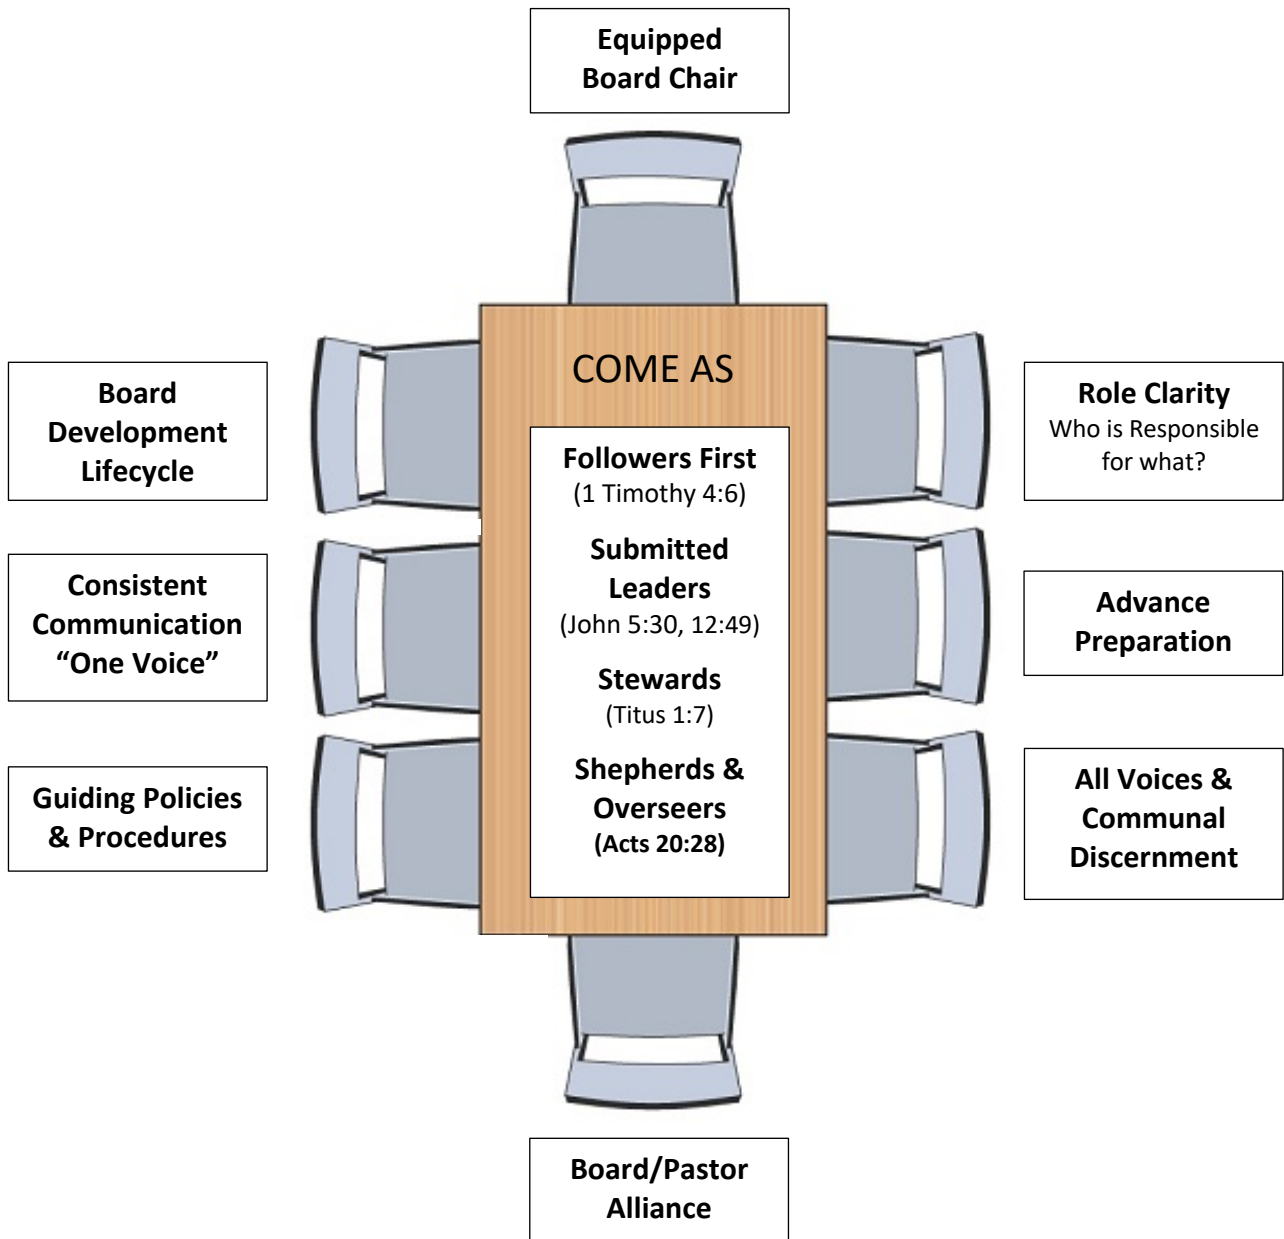 Equipped
Board Chair
COME AS
Board
Development
Lifecycle
Followers First
(1 Timothy 4:6)
Submitted
Leaders
(John 5:30, 12:49)
Stewards
(Titus 1:7)
Shepherds &
Overseers
(Acts 20:28)
Role Clarity
Who is Responsible
for what?
Consistent
Communication
“One Voice”
Advance
Preparation
Guiding Policies
& Procedures
All Voices &
Communal
Discernment
Board/Pastor
Alliance